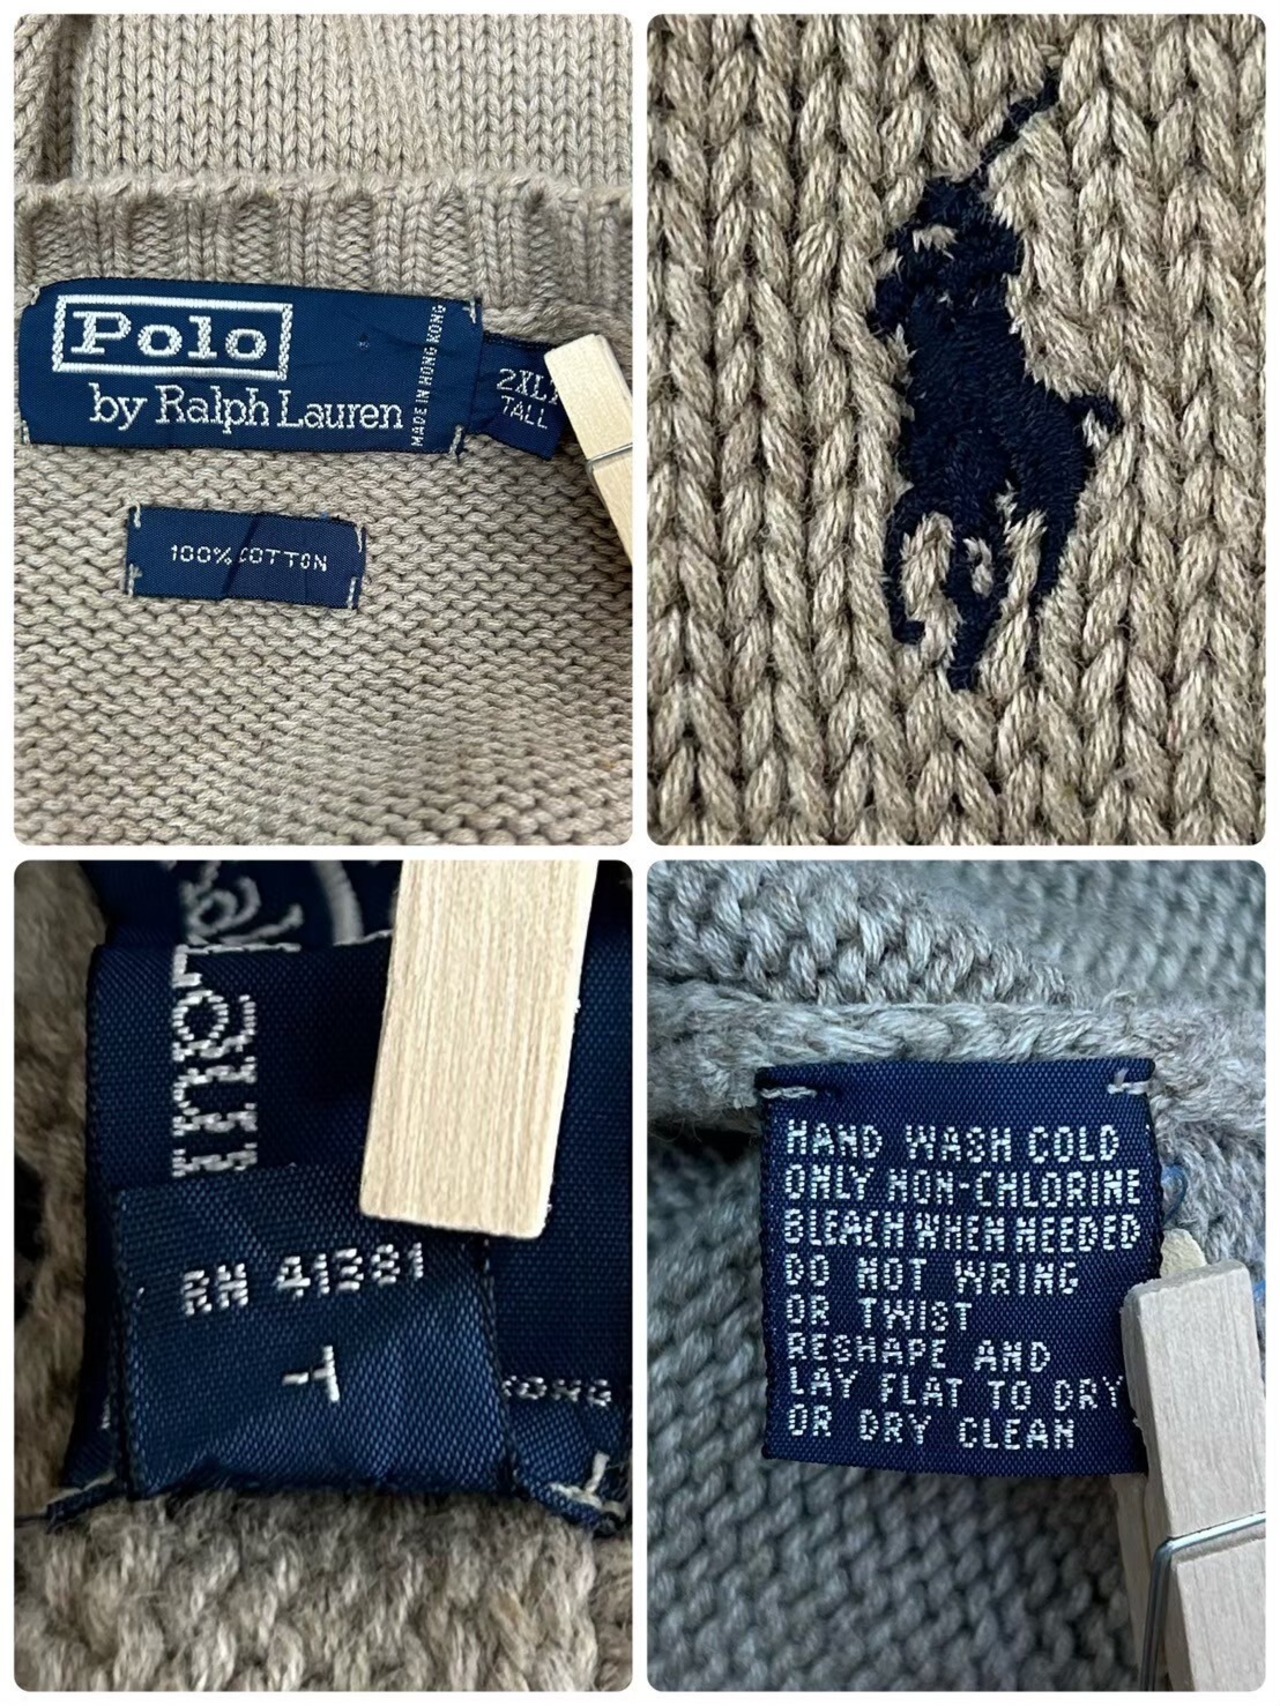 Polo
by Ralph Lauren
MADE IN HONG KONG
2XLT
TALL
100% COTTON
RN 41381
T
KONG
HAND WASH COLD
ONLY NON-CHLORINE
BLEACH WHEN NEEDED
DO NOT WRING
OR TWIST
RESHAPE AND
LAY FLAT TO DRY
OR DRY CLEAN